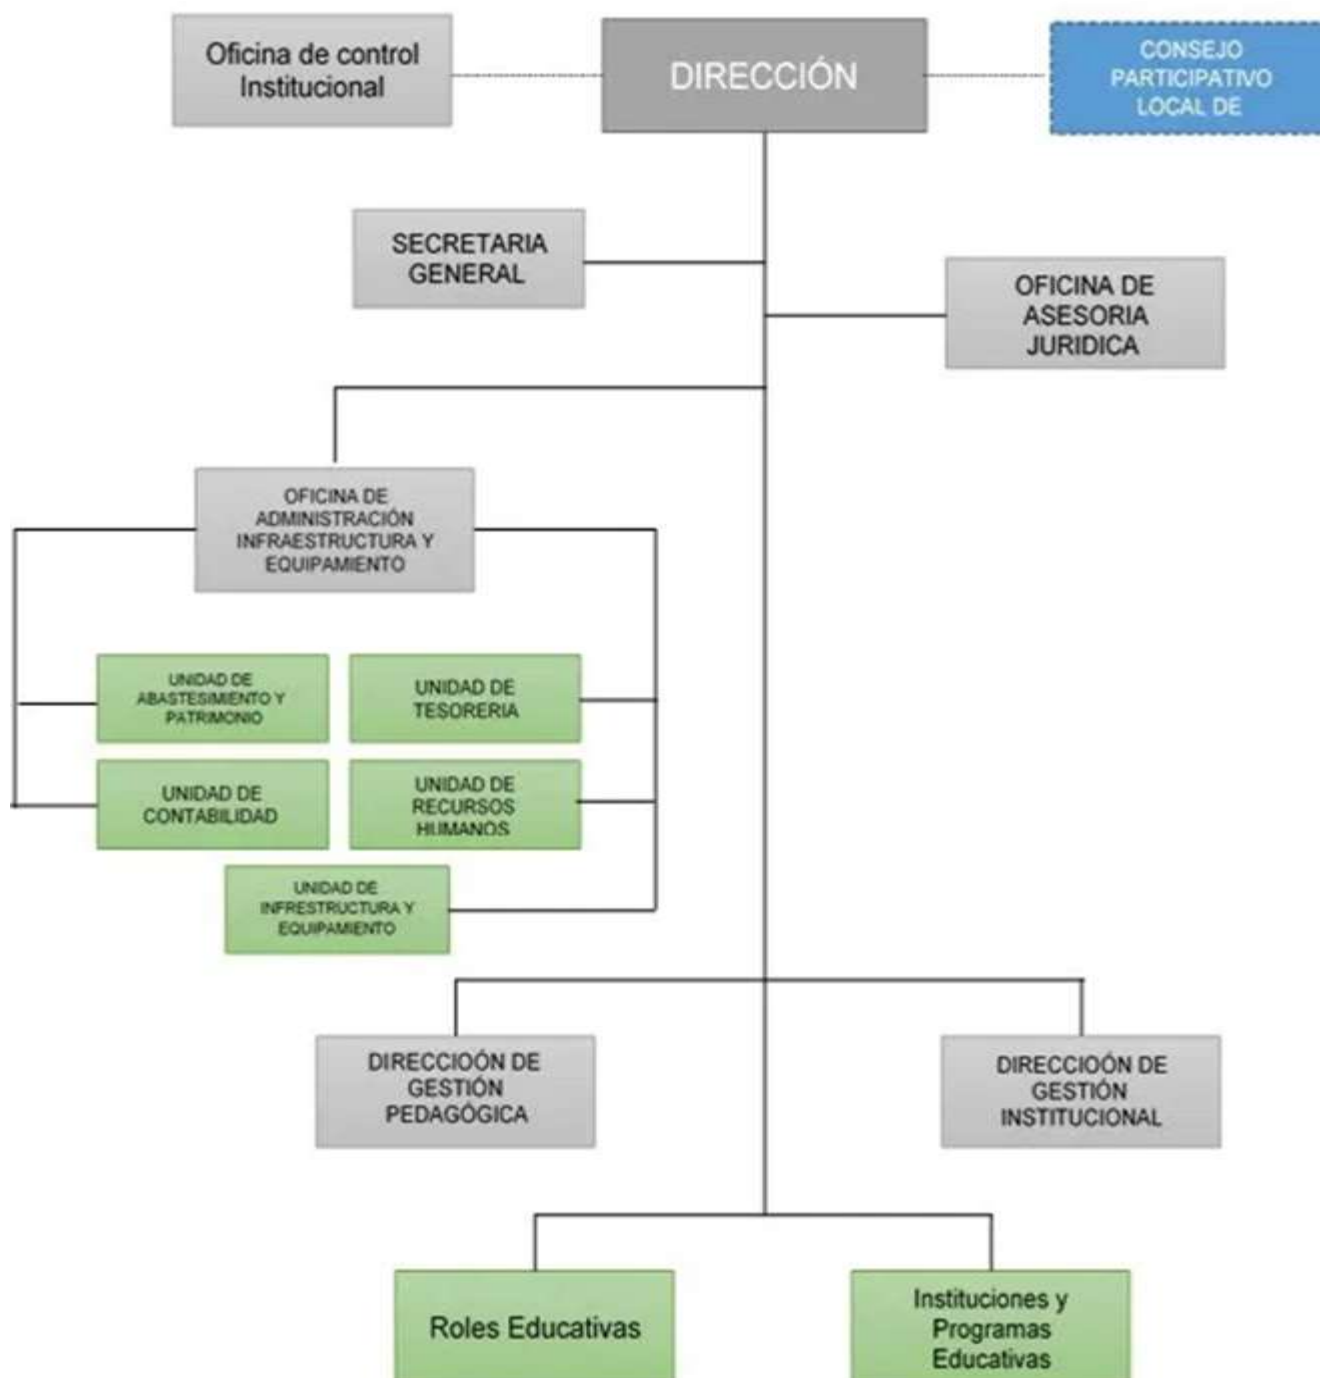 Oficina de control
Institucional
DIRECCIÓN
CONSEJO
PARTICIPATIVO
LOCAL DE
SECRETARIA
GENERAL
OFICINA DE
ASESORIA
JURIDICA
OFICINA DE
ADMINISTRACIÓN
INFRAESTRUCTURA Y
EQUIPAMIENTO
UNIDAD DE
ABASTESIMIENTO Y
PATRIMONIO
UNIDAD DE
TESORERIA
UNIDAD DE
CONTABILIDAD
UNIDAD DE
RECURSOS
HUMANOS
UNIDAD DE
INFRESTRUCTURA Y
EQUIPAMIENTO
DIRECCIOÓN DE
GESTIÓN
PEDAGÓGICA
DIRECCIOÓN DE
GESTIÓN
INSTITUCIONAL
Roles Educativas
Instituciones y
Programas
Educativas